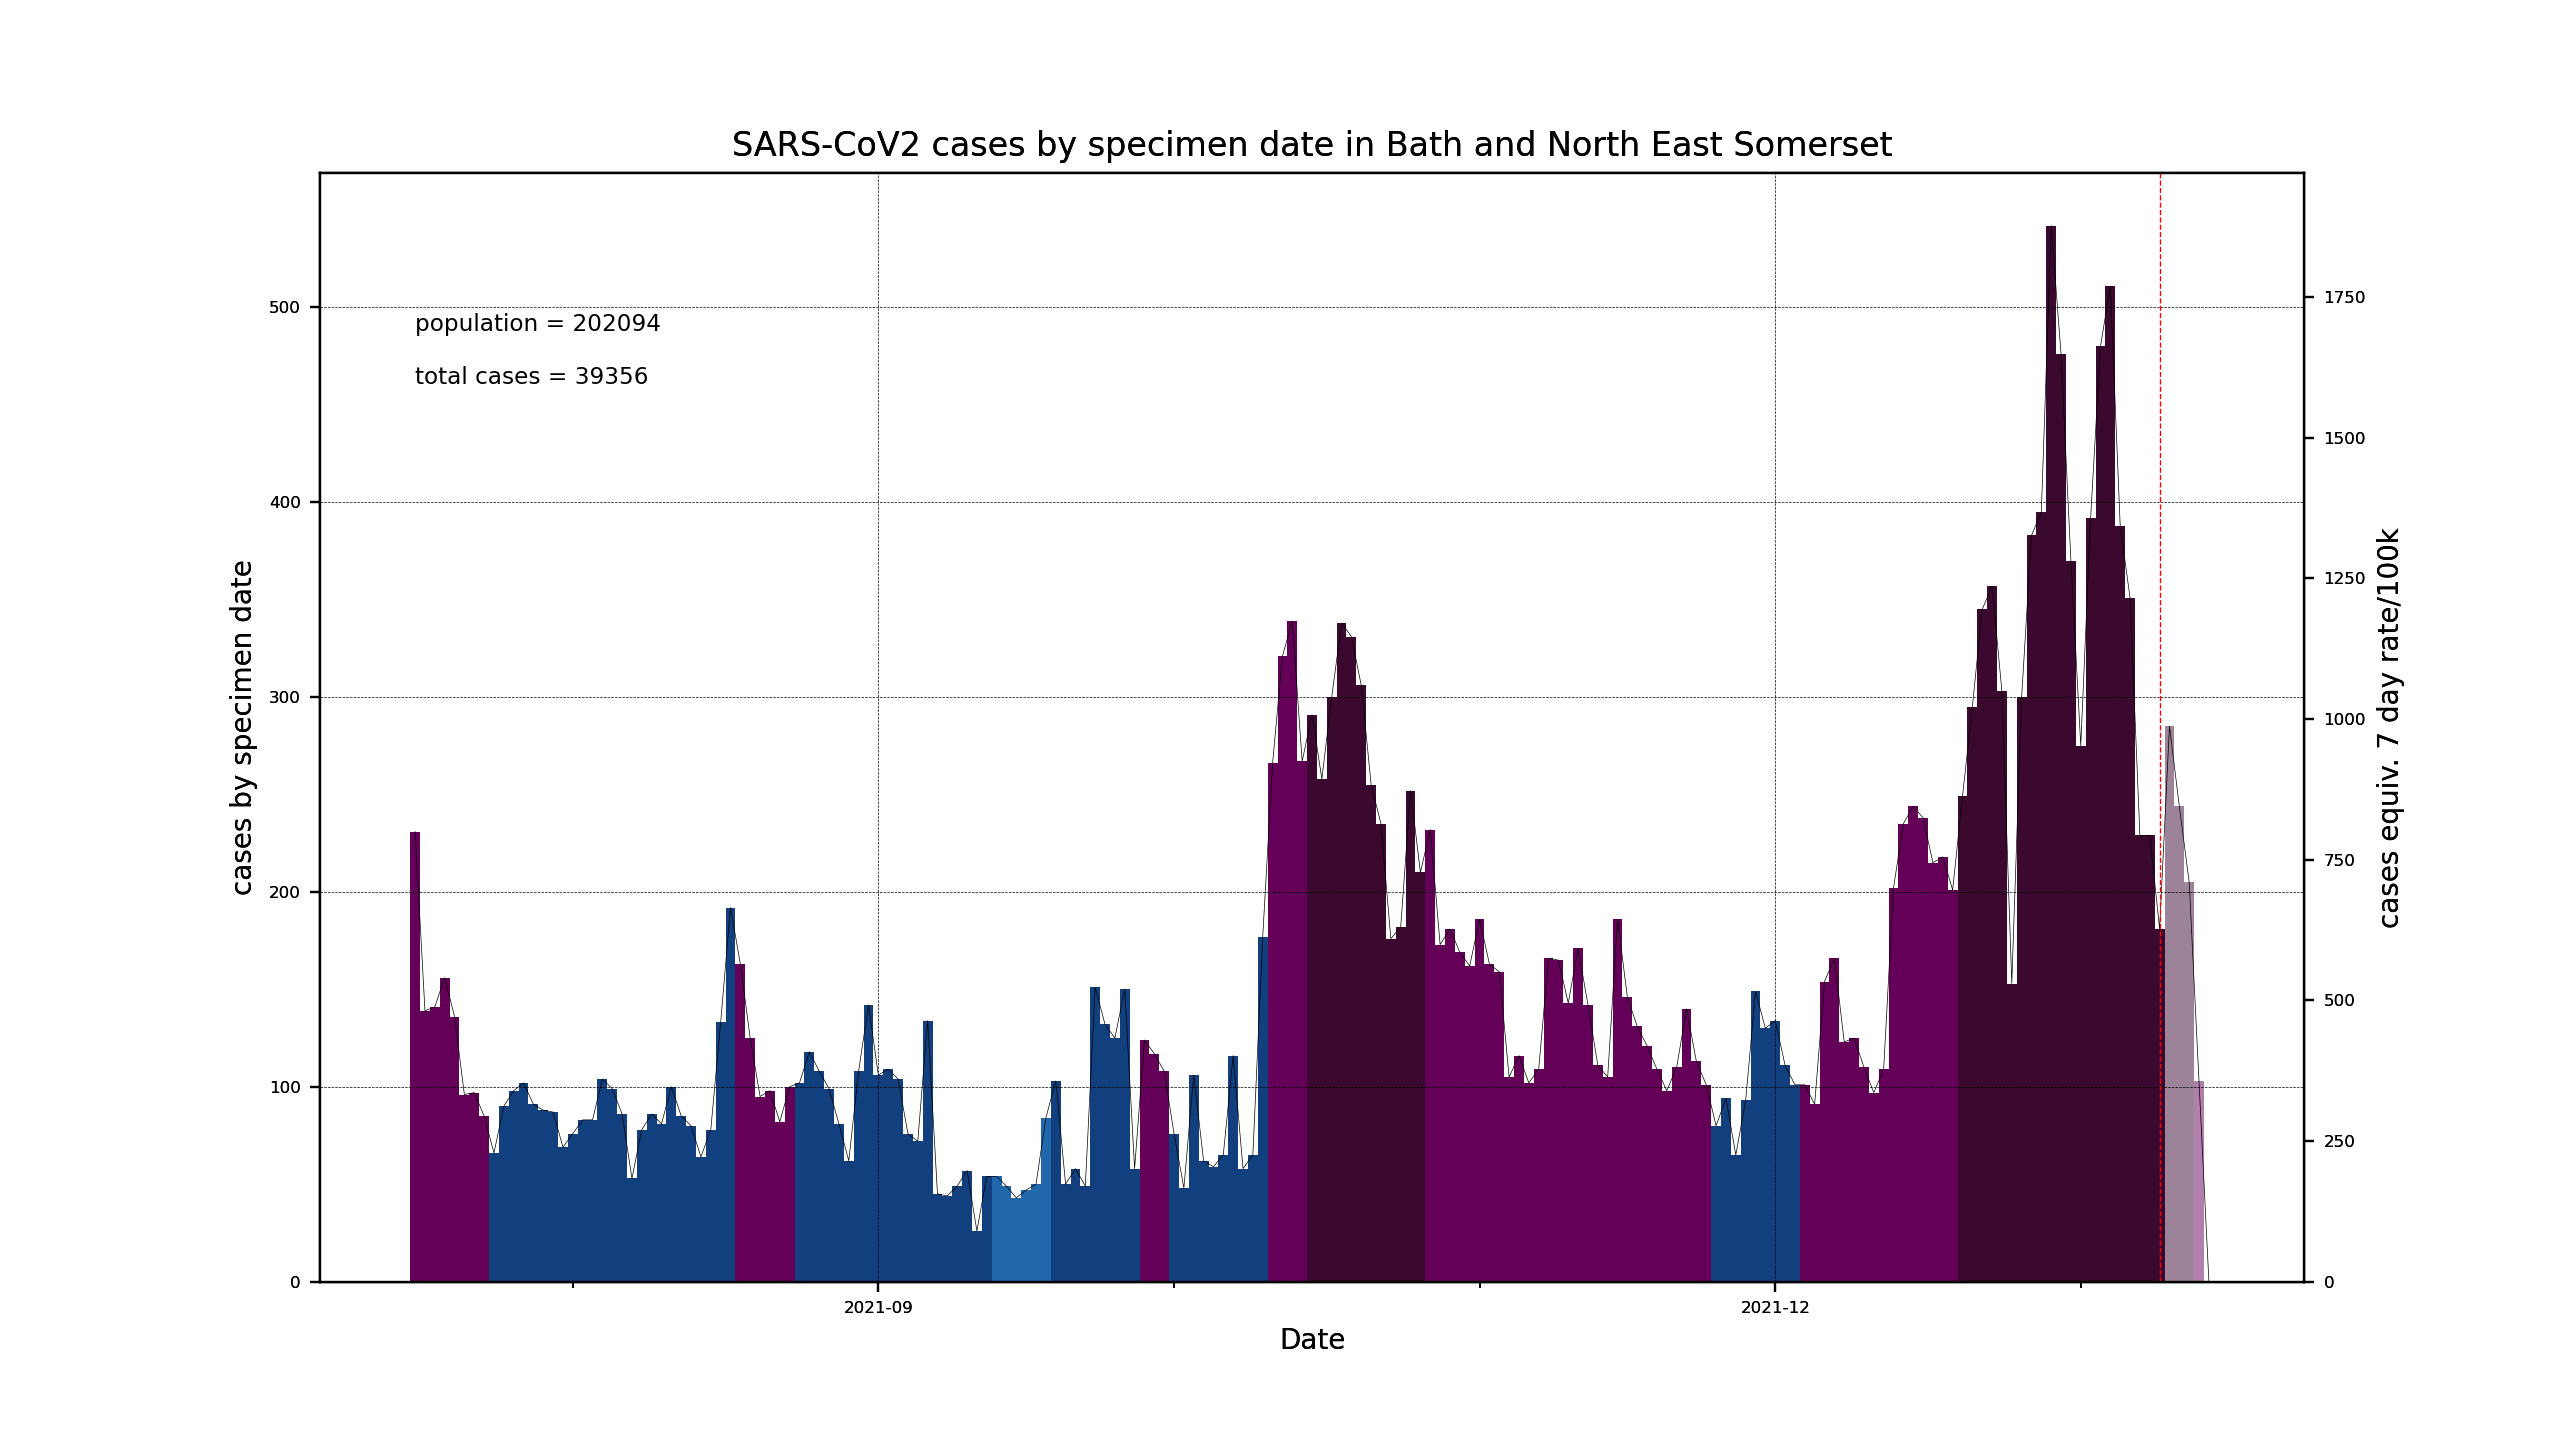 SARS-CoV2 cases by specimen date in Bath and North East Somerset
population = 202094
total cases = 39356
cases by specimen date
500
400
300
200
100
0
1750
1500
1250
1000
750
500
250
0
cases equiv. 7 day rate/100k
2021-09
2021-12
Date